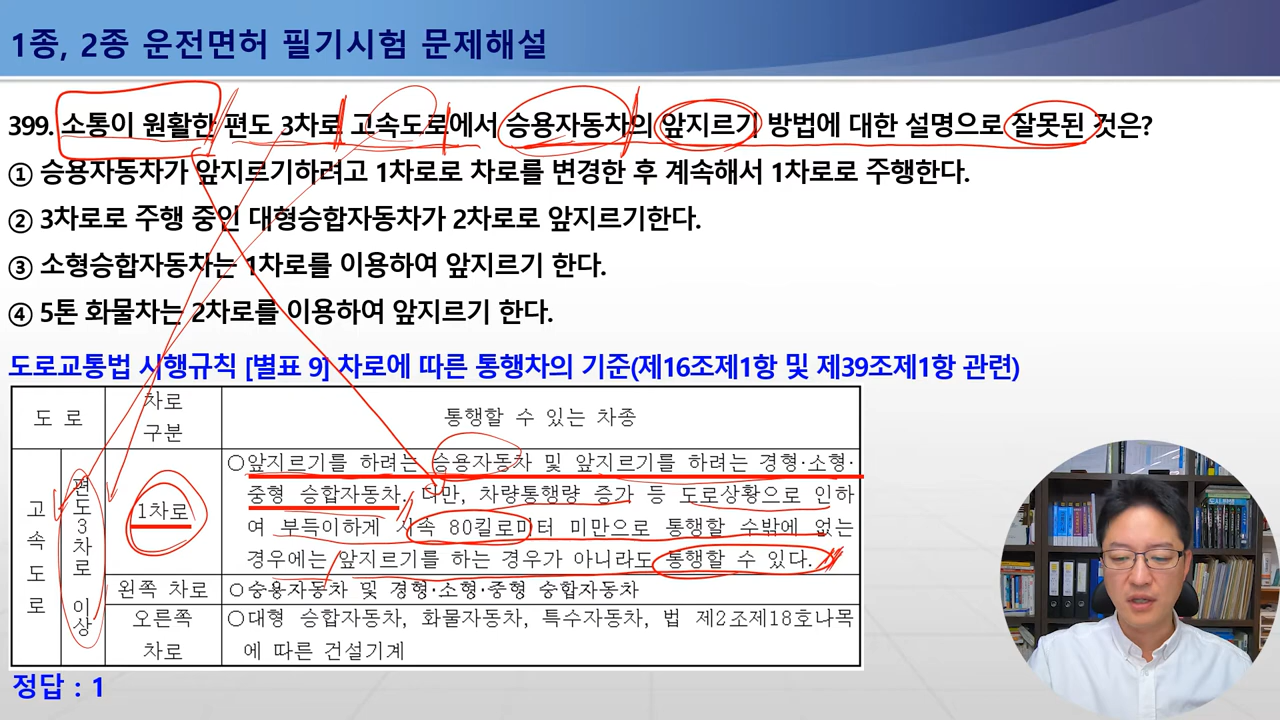 1종, 2종 운전면허 필기시험 문제해설
399. 소통이 원활한 편도 3차로 고속도로에서 승용자동차의 앞지르기 방법에 대한 설명으로 잘못된 것은?
① 승용자동차가 앞지르기하려고 1차로로 차로를 변경한 후 계속해서 1차로로 주행한다.
② 3차로로 주행 중인 대형승합자동차가 2차로로 앞지르기한다.
③ 소형승합자동차는 1차로를 이용하여 앞지르기 한다.
④ 5톤 화물차는 2차로를 이용하여 앞지르기 한다.
도로교통법 시행규칙 [별표 9] 차로에 따른 통행차의 기준(제16조제1항 및 제39조제1항 관련)
도 로
차로
구분
통행할 수 있는 차종
고속도로
편도3차로 이상
1차로
○앞지르기를 하려는 승용자동차 및 앞지르기를 하려는 경형·소형·
중형 승합자동차. 다만, 차량통행량 증가 등 도로상황으로 인하
여 부득이하게 시속 80킬로미터 미만으로 통행할 수밖에 없는
경우에는 앞지르기를 하는 경우가 아니라도 통행할 수 있다.
왼쪽 차로
○승용자동차 및 경형·소형·중형 승합자동차
오른쪽
차로
○대형 승합자동차, 화물자동차, 특수자동차, 법 제2조제18호나목
에 따른 건설기계
정답 : 1